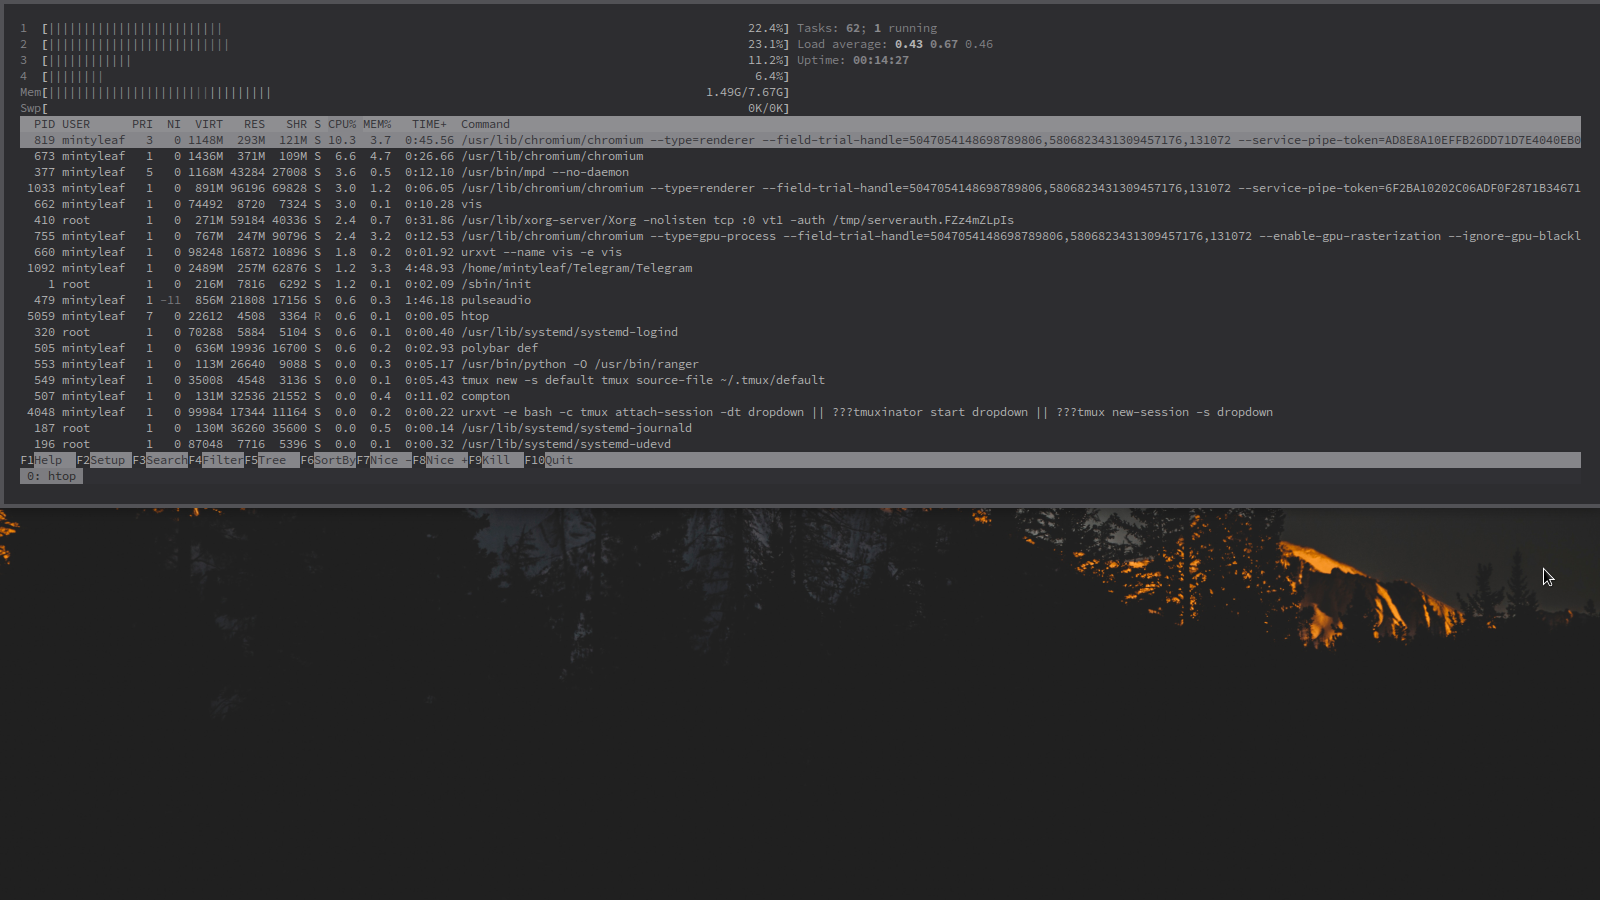 1 [|||||||||||||||||||||||||22.4%] Tasks: 62; 1 running
2 [||||||||||||||||||||||||||23.1%] Load average: 0.43 0.67 0.46
3 [||||||||||||11.2%] Uptime: 00:14:27
4 [||||||||6.4%]
Mem[||||||||||||||||||||||||||||||||1.49G/7.67G]
Swp[0K/0K]
PID USER PRI NI VIRT RES SHR S CPU% MEM% TIME+ Command
819 mintyleaf 3 0 1148M 293M 121M S 10.3 3.7 0:45.56 /usr/lib/chromium/chromium --type=renderer --field-trial-handle=5047054148698789806,5806823431309457176,131072 --service-pipe-token=AD8E8A10EFFB26DD71D7E4040EB0
673 mintyleaf 1 0 1436M 371M 109M S 6.6 4.7 0:26.66 /usr/lib/chromium/chromium
377 mintyleaf 5 0 1168M 43284 27008 S 3.6 0.5 0:12.10 /usr/bin/mpd --no-daemon
1033 mintyleaf 1 0 891M 96196 69828 S 3.0 1.2 0:06.05 /usr/lib/chromium/chromium --type=renderer --field-trial-handle=5047054148698789806,5806823431309457176,131072 --service-pipe-token=6F2BA10202C06ADF0F2871B34671
662 mintyleaf 1 0 74492 8720 7324 S 3.0 0.1 0:10.28 vis
410 root 1 0 271M 59184 40336 S 2.4 0.7 0:31.86 /usr/lib/xorg-server/Xorg -nolisten tcp :0 vt1 -auth /tmp/serverauth.FZz4mZLpIs
755 mintyleaf 1 0 767M 247M 90796 S 2.4 3.2 0:12.53 /usr/lib/chromium/chromium --type=gpu-process --field-trial-handle=5047054148698789806,5806823431309457176,131072 --enable-gpu-rasterization --ignore-gpu-blackl
660 mintyleaf 1 0 98248 16872 10896 S 1.8 0.2 0:01.92 urxvt --name vis -e vis
1092 mintyleaf 1 0 2489M 257M 62876 S 1.2 3.3 4:48.93 /home/mintyleaf/Telegram/Telegram
1 root 1 0 216M 7816 6292 S 1.2 0.1 0:02.09 /sbin/init
479 mintyleaf 1 -11 856M 21808 17156 S 0.6 0.3 1:46.18 pulseaudio
5059 mintyleaf 7 0 22612 4508 3364 R 0.6 0.1 0:00.05 htop
320 root 1 0 70288 5884 5104 S 0.6 0.1 0:00.40 /usr/lib/systemd/systemd-logind
505 mintyleaf 1 0 636M 19936 16700 S 0.6 0.2 0:02.93 polybar def
553 mintyleaf 1 0 113M 26640 9088 S 0.0 0.3 0:05.17 /usr/bin/python -O /usr/bin/ranger
549 mintyleaf 1 0 35008 4548 3136 S 0.0 0.1 0:05.43 tmux new -s default tmux source-file ~/.tmux/default
507 mintyleaf 1 0 131M 32536 21552 S 0.0 0.4 0:11.02 compton
4048 mintyleaf 1 0 99984 17344 11164 S 0.0 0.2 0:00.22 urxvt -e bash -c tmux attach-session -dt dropdown || ???tmuxinator start dropdown || ???tmux new-session -s dropdown
187 root 1 0 130M 36260 35600 S 0.0 0.5 0:00.14 /usr/lib/systemd/systemd-journald
196 root 1 0 87048 7716 5396 S 0.0 0.1 0:00.32 /usr/lib/systemd/systemd-udevd
F1Help F2Setup F3SearchF4FilterF5Tree F6SortByF7Nice -F8Nice +F9Kill F10Quit
0: htop